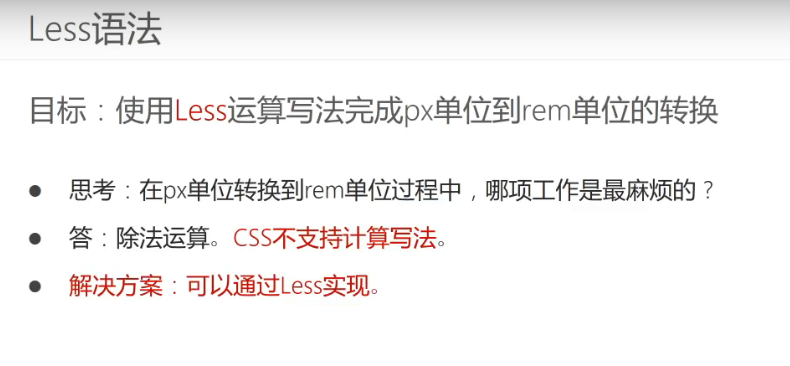 Less语法
目标：使用Less运算写法完成px单位到rem单位的转换
● 思考：在px单位转换到rem单位过程中，哪项工作是最麻烦的？
● 答：除法运算。CSS不支持计算写法。
● 解决方案：可以通过Less实现。